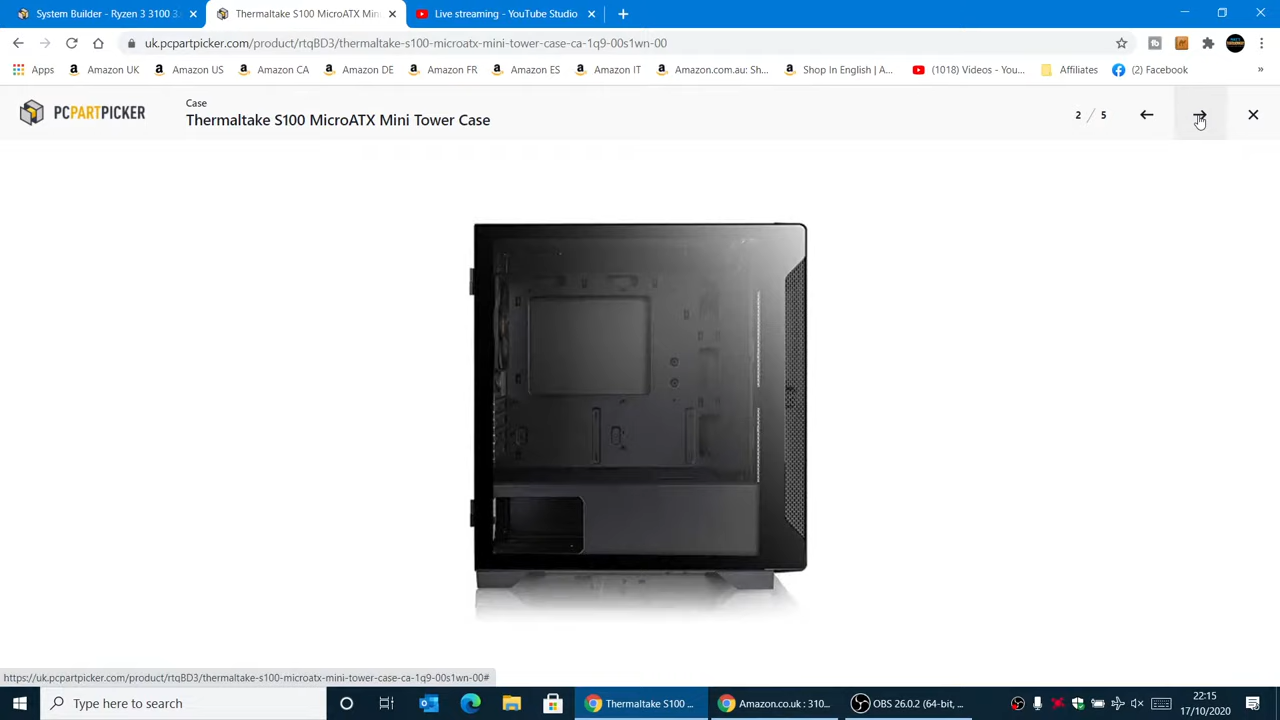 System Builder - Ryzen 3 3100 3.
Thermaltake S100 MicroATX Mini
Live streaming - YouTube Studio
uk.pcpartpicker.com/product/rtqBD3/thermaltake-s100-microatx-mini-tower-case-ca-1q9-00s1wn-00
Apps
Amazon UK
Amazon US
Amazon CA
Amazon DE
Amazon FR
Amazon ES
Amazon IT
Amazon.com.au: Sh...
Shop In English | A...
(1018) Videos - Yo...
Affiliates
(2) Facebook
»
PCPARTPICKER
Case
Thermaltake S100 MicroATX Mini Tower Case
2 / 5
https://uk.pcpartpicker.com/product/rtqBD3/thermaltake-s100-microatx-mini-tower-case-ca-1q9-00s1wn-00#
Type here to search
Thermaltake S100 ...
Amazon.co.uk : 310...
OBS 26.0.2 (64-bit, ...
22:15
17/10/2020